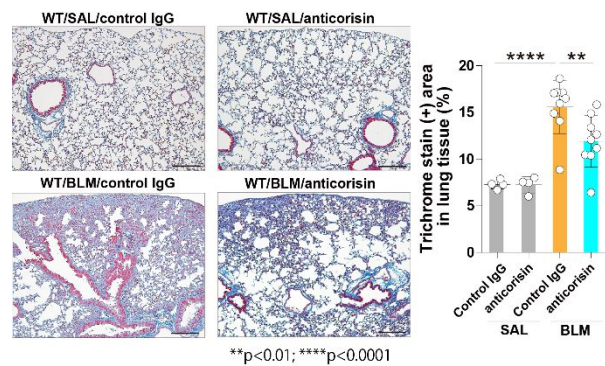 WT/SAL/control IgG
WT/SAL/anticorisin
WT/BLM/control IgG
WT/BLM/anticorisin
**p<0.01; ****p<0.0001
Trichrome stain (+) area
in lung tissue (%)
**** **
20
15
10
5
0
Control IgG
anticorisin
Control IgG
anticorisin
SAL BLM